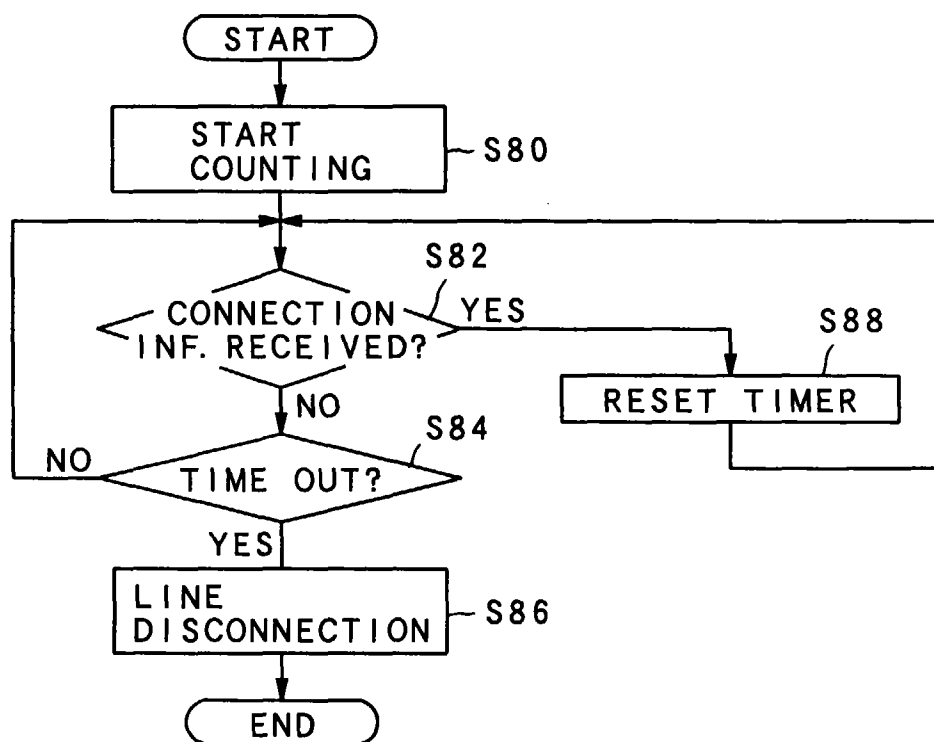 START
START
COUNTING
S80
S82
CONNECTION
INF. RECEIVED?
YES
S88
RESET TIMER
NO
S84
NO
TIME OUT?
YES
LINE
DISCONNECTION
S86
END